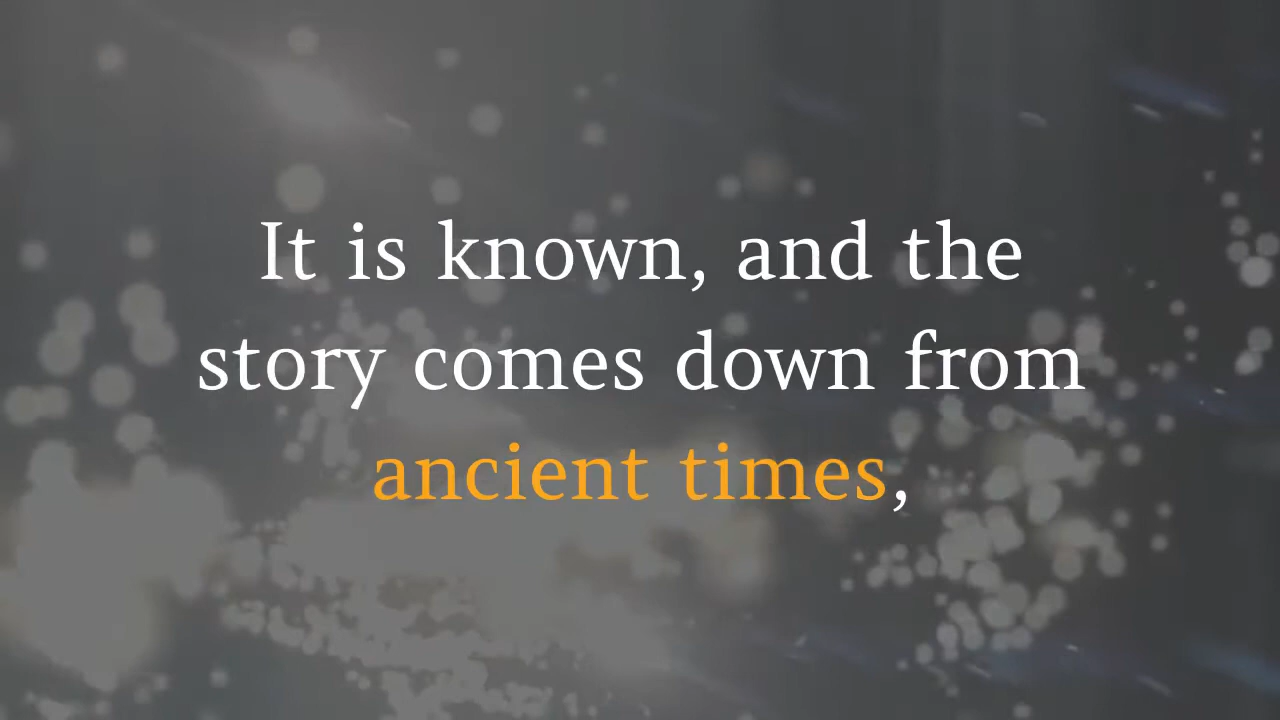 It is known, and the
story comes down from
ancient times,